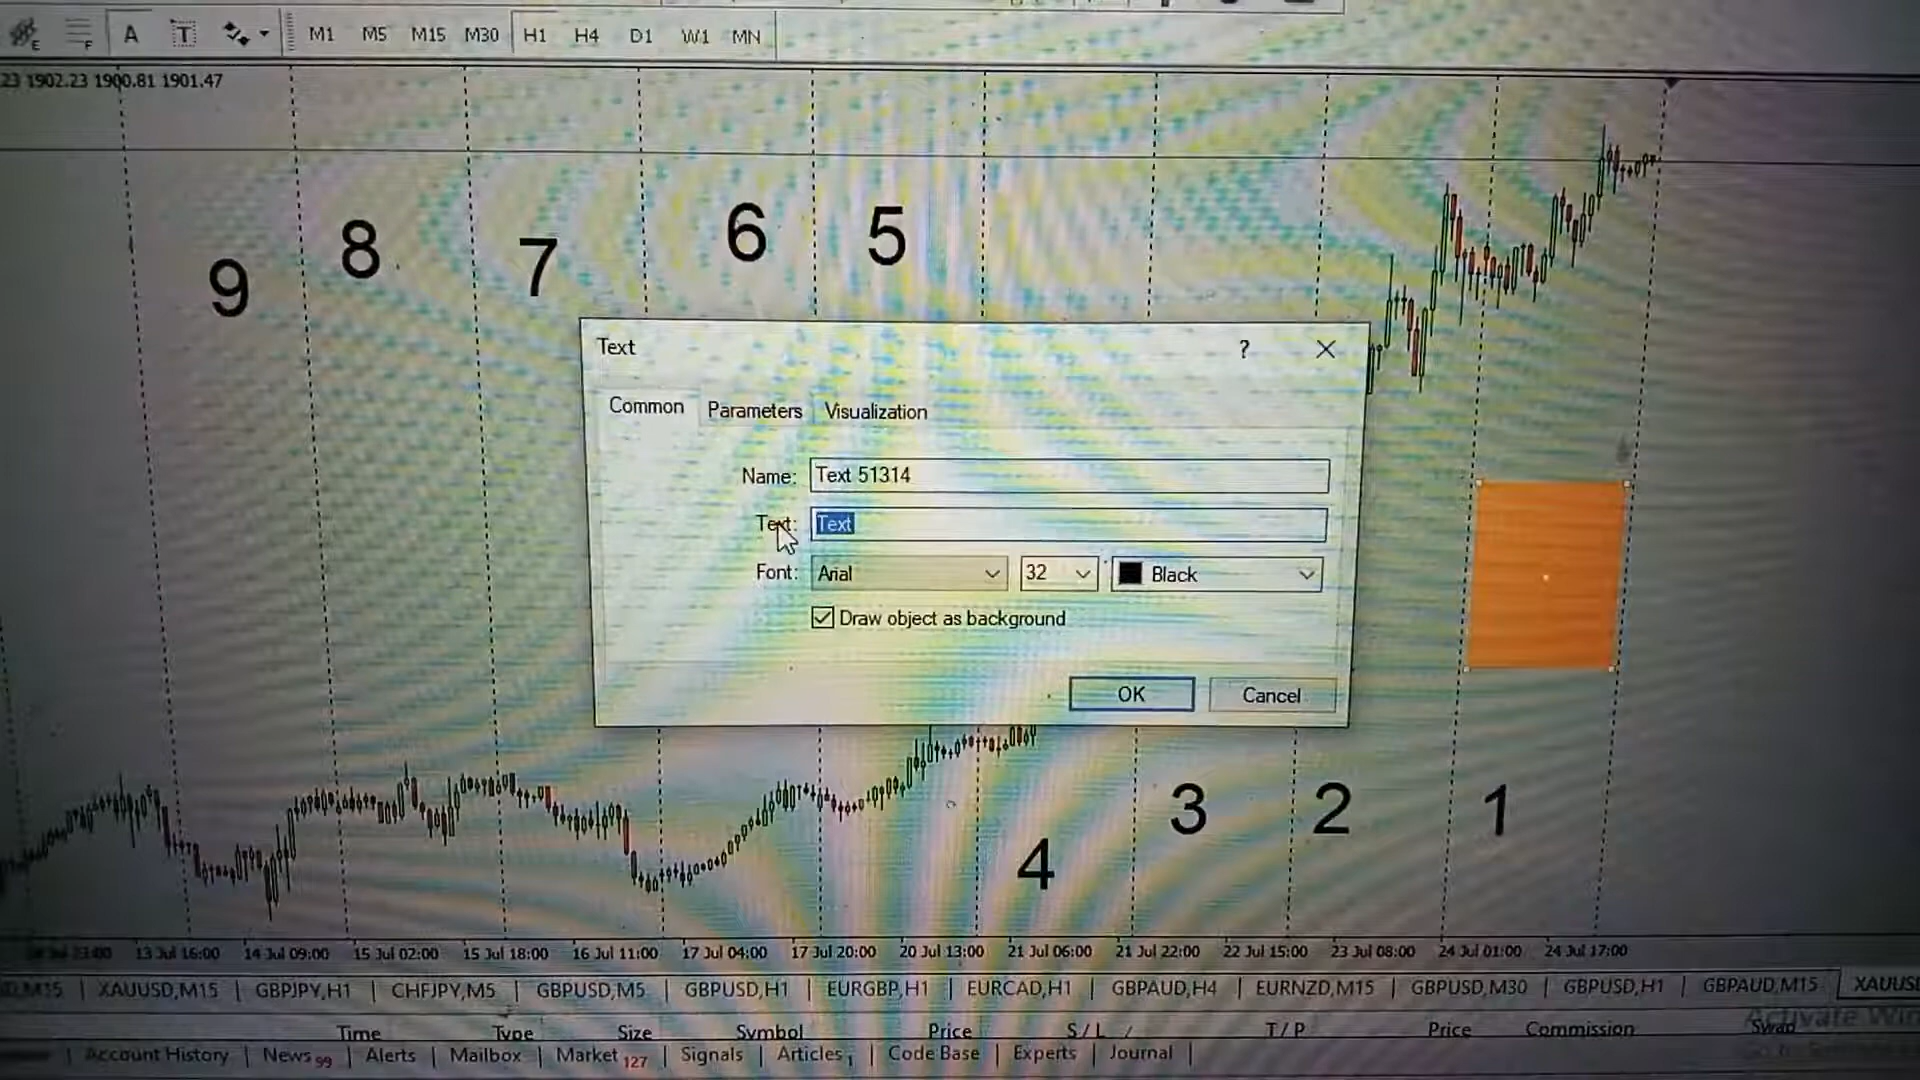 E F A T M1 M5 M15 M30 H1 H4 D1 W1 MN
23 1902.23 1900.81 1901.47
9 8 7 6 5
Text ? 
Common Parameters Visualization
Name: Text 51314
Text: Text
Font: Arial 32 Black
Draw object as background
OK Cancel
4 3 2 1
13 Jul 16:00 14 Jul 09:00 15 Jul 02:00 15 Jul 18:00 16 Jul 11:00 17 Jul 04:00 17 Jul 20:00 20 Jul 13:00 21 Jul 06:00 21 Jul 22:00 22 Jul 15:00 23 Jul 08:00 24 Jul 01:00 24 Jul 17:00
D,M15 | XAUUSD,M15 | GBPJPY,H1 | CHFJPY,M5 | GBPUSD,M5 | GBPUSD,H1 | EURGBP,H1 | EURCAD,H1 | GBPAUD,H4 | EURNZD,M15 | GBPUSD,M30 | GBPUSD,H1 | GBPAUD,M15 | XAUUSD
Activate Win
Time Type Size Symbol Price S / L / T / P Price Commission Swap
Account History | News 99 | Alerts | Mailbox | Market 127 | Signals | Articles 1 | Code Base | Experts | Journal |